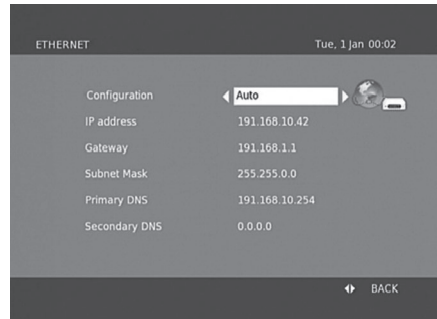 ETHERNET Tue, 1 Jan 00:02
Configuration Auto
IP address 191.168.10.42
Gateway 191.168.1.1
Subnet Mask 255.255.0.0
Primary DNS 191.168.10.254
Secondary DNS 0.0.0.0
BACK